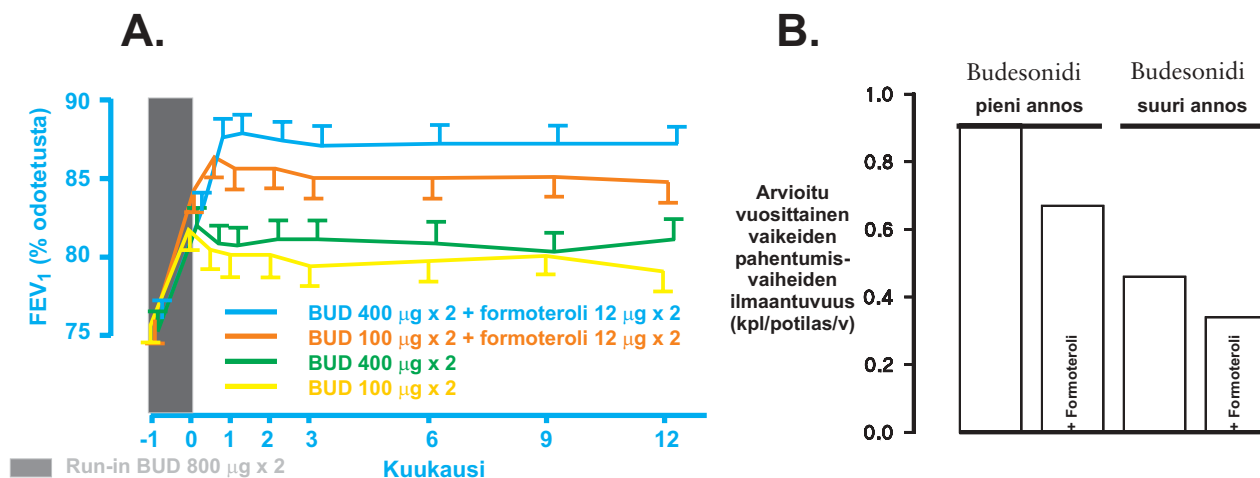 A.
FEV1 (% odotetusta)
90
85
80
75
BUD 400 µg x 2 + formoteroli 12 µg x 2
BUD 100 µg x 2 + formoteroli 12 µg x 2
BUD 400 µg x 2
BUD 100 µg x 2
-1 0 1 2 3 6 9 12
Kuukausi
Run-in BUD 800 µg x 2
B.
Budesonidi
pieni annos
Budesonidi
suuri annos
Arvioitu
vuosittainen
vaikeiden
pahentumis-
vaiheiden
ilmaantuvuus
(kpl/potilas/v)
1.0
0.8
0.6
0.4
0.2
0.0
+ Formoteroli
+ Formoteroli